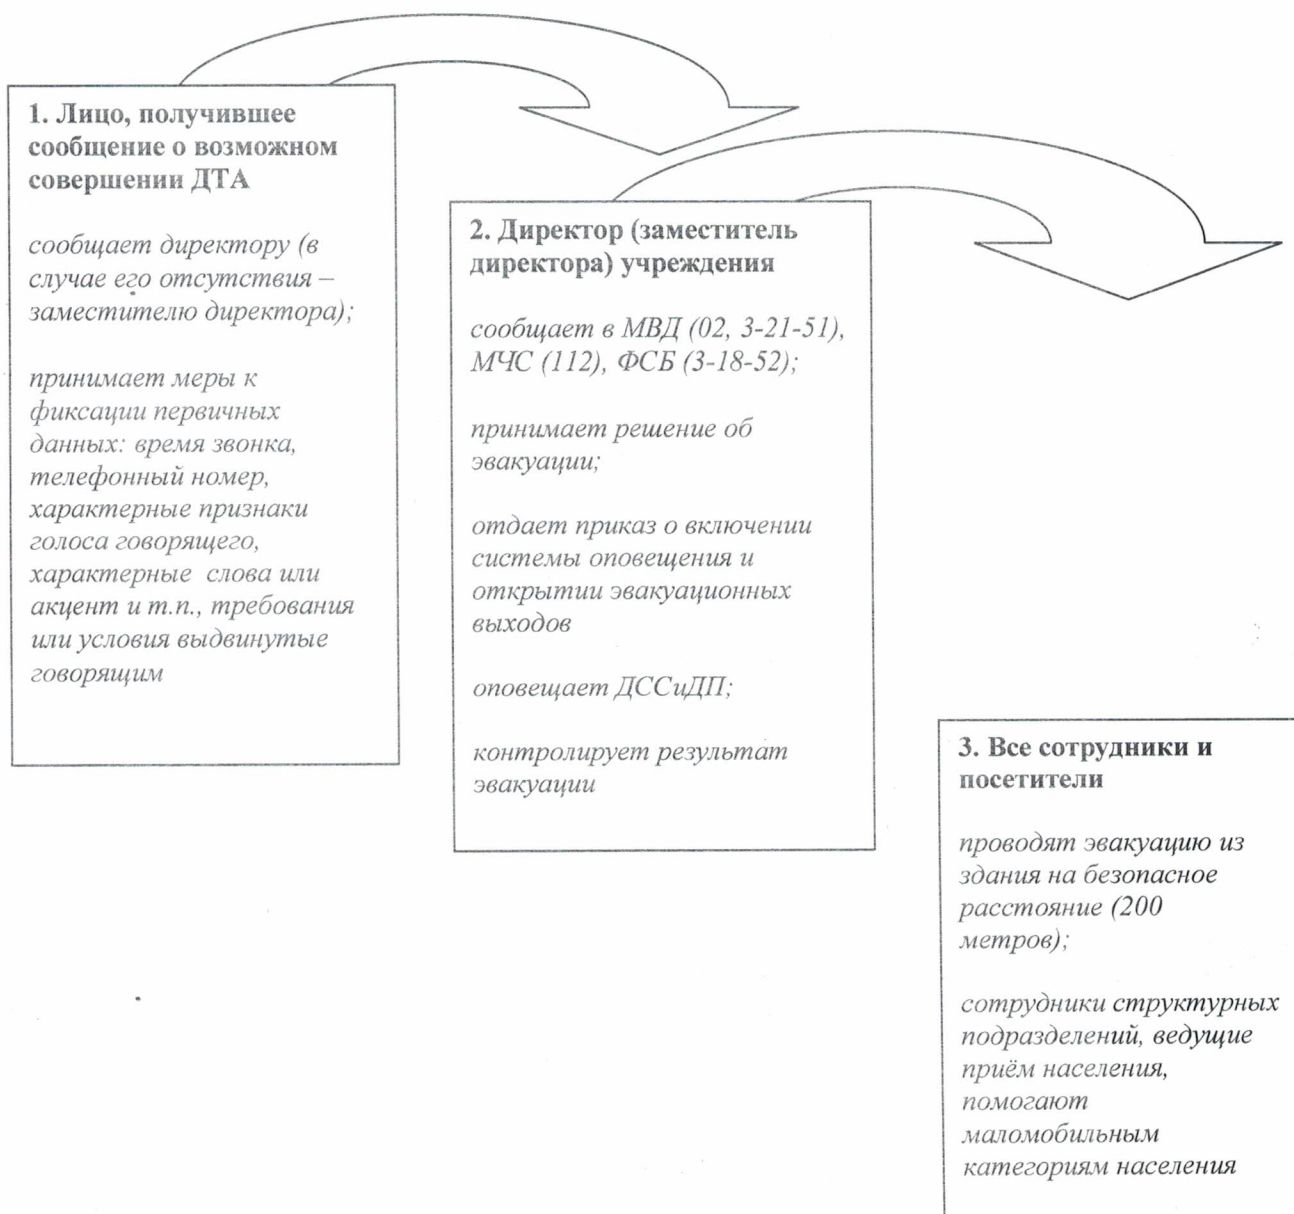 1. Лицо, получившее
сообщение о возможном
совершении ДТА
сообщает директору (в
случае его отсутствия –
заместителю директора);
принимает меры к
фиксации первичных
данных: время звонка,
телефонный номер,
характерные признаки
голоса говорящего,
характерные слова или
акцент и т.п., требования
или условия выдвинутые
говорящим
2. Директор (заместитель
директора) учреждения
сообщает в МВД (02, 3-21-51),
МЧС (112), ФСБ (3-18-52);
принимает решение об
эвакуации;
отдает приказ о включении
системы оповещения и
открытии эвакуационных
выходов
оповещает ДССиДП;
контролирует результат
эвакуации
3. Все сотрудники и
посетители
проводят эвакуацию из
здания на безопасное
расстояние (200
метров);
сотрудники структурных
подразделений, ведущие
приём населения,
помогают
маломобильным
категориям населения